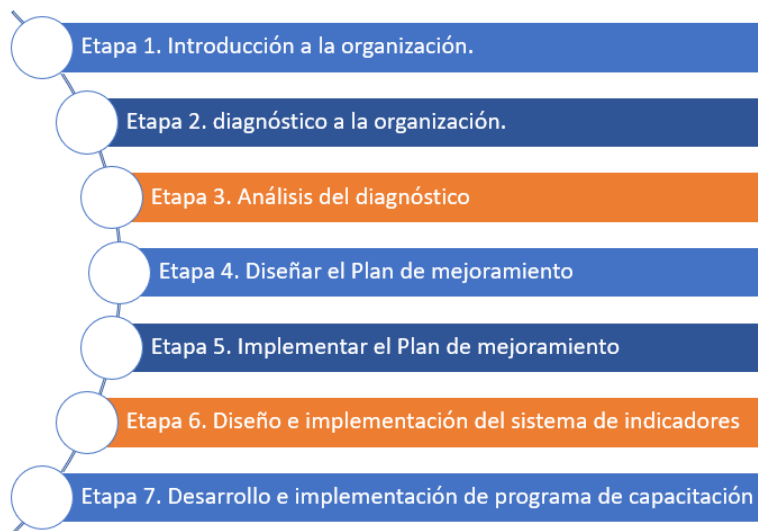 Etapa 1. Introducción a la organización.
Etapa 2. diagnóstico a la organización.
Etapa 3. Análisis del diagnóstico
Etapa 4. Diseñar el Plan de mejoramiento
Etapa 5. Implementar el Plan de mejoramiento
Etapa 6. Diseño e implementación del sistema de indicadores
Etapa 7. Desarrollo e implementación de programa de capacitación